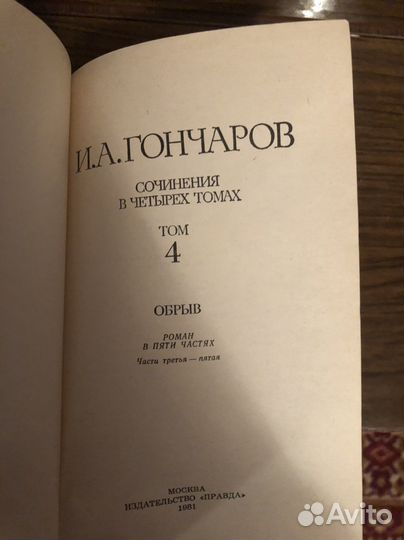 И.А.ГОНЧАРОВ
СОЧИНЕНИЯ
В ЧЕТЫРЕХ ТОМАХ
ТОМ
4
ОБРЫВ
РОМАН
В ПЯТИ ЧАСТЯХ
Части третья — пятая
МОСКВА
ИЗДАТЕЛЬСТВО «ПРАВДА»
1981
Avito